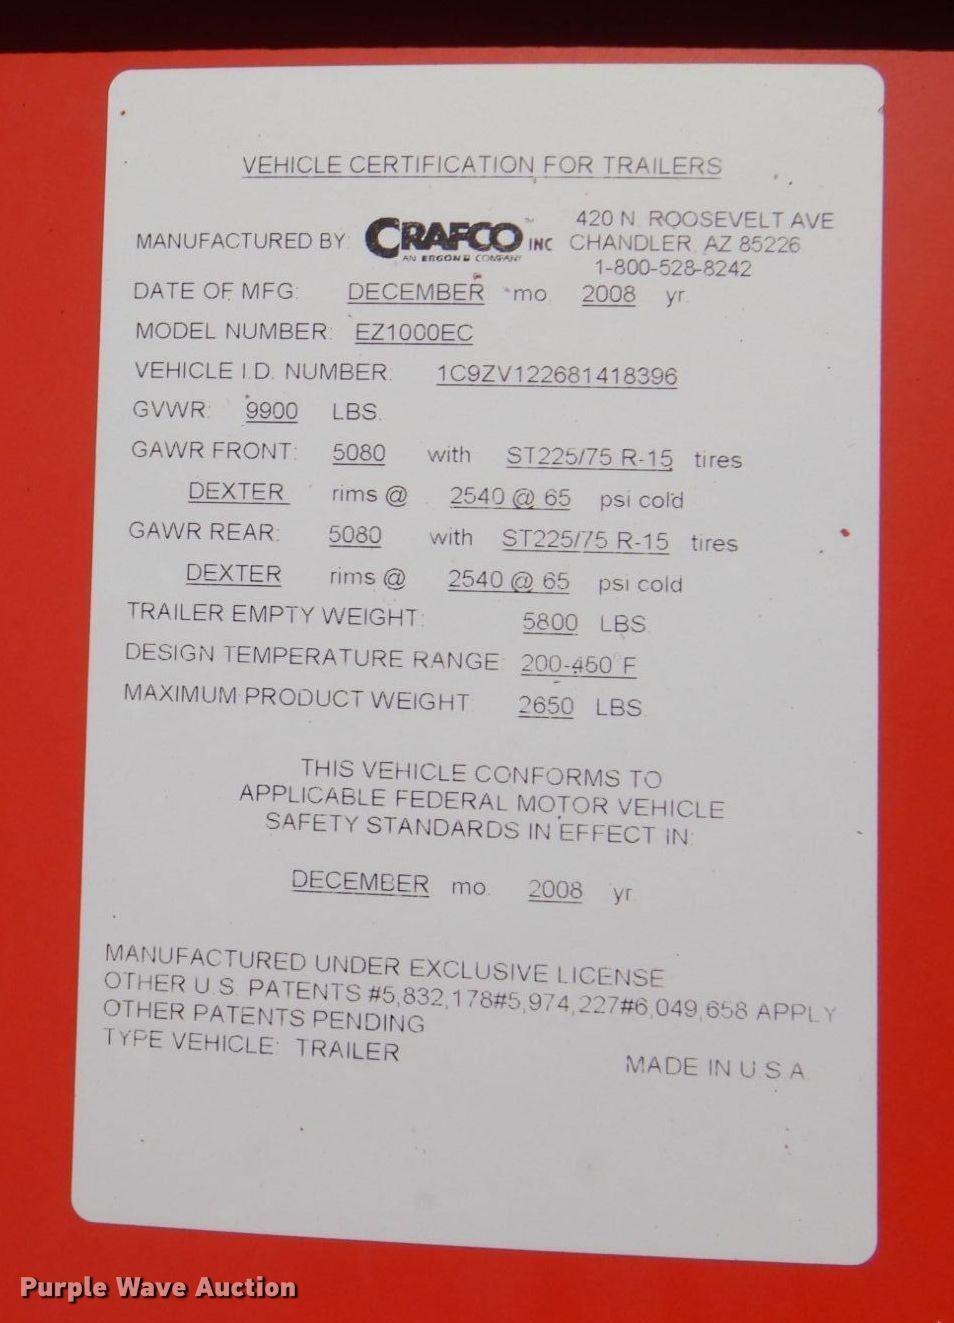 VEHICLE CERTIFICATION FOR TRAILERS
MANUFACTURED BY: CRAFCO™ INC
AN ERGON COMPANY
420 N. ROOSEVELT AVE
CHANDLER, AZ 85226
1-800-528-8242
DATE OF MFG: DECEMBER mo. 2008 yr.
MODEL NUMBER: EZ1000EC
VEHICLE I.D. NUMBER: 1C9ZV122681418396
GVWR: 9900 LBS.
GAWR FRONT: 5080 with ST225/75 R-15 tires
DEXTER rims @ 2540 @ 65 psi cold
GAWR REAR: 5080 with ST225/75 R-15 tires
DEXTER rims @ 2540 @ 65 psi cold
TRAILER EMPTY WEIGHT: 5800 LBS.
DESIGN TEMPERATURE RANGE: 200-450°F
MAXIMUM PRODUCT WEIGHT: 2650 LBS.
THIS VEHICLE CONFORMS TO
APPLICABLE FEDERAL MOTOR VEHICLE
SAFETY STANDARDS IN EFFECT IN:
DECEMBER mo. 2008 yr.
MANUFACTURED UNDER EXCLUSIVE LICENSE
OTHER U.S. PATENTS #5,832,178#5,974,227#6,049,658 APPLY
OTHER PATENTS PENDING
TYPE VEHICLE: TRAILER
MADE IN U.S.A.
Purple Wave Auction